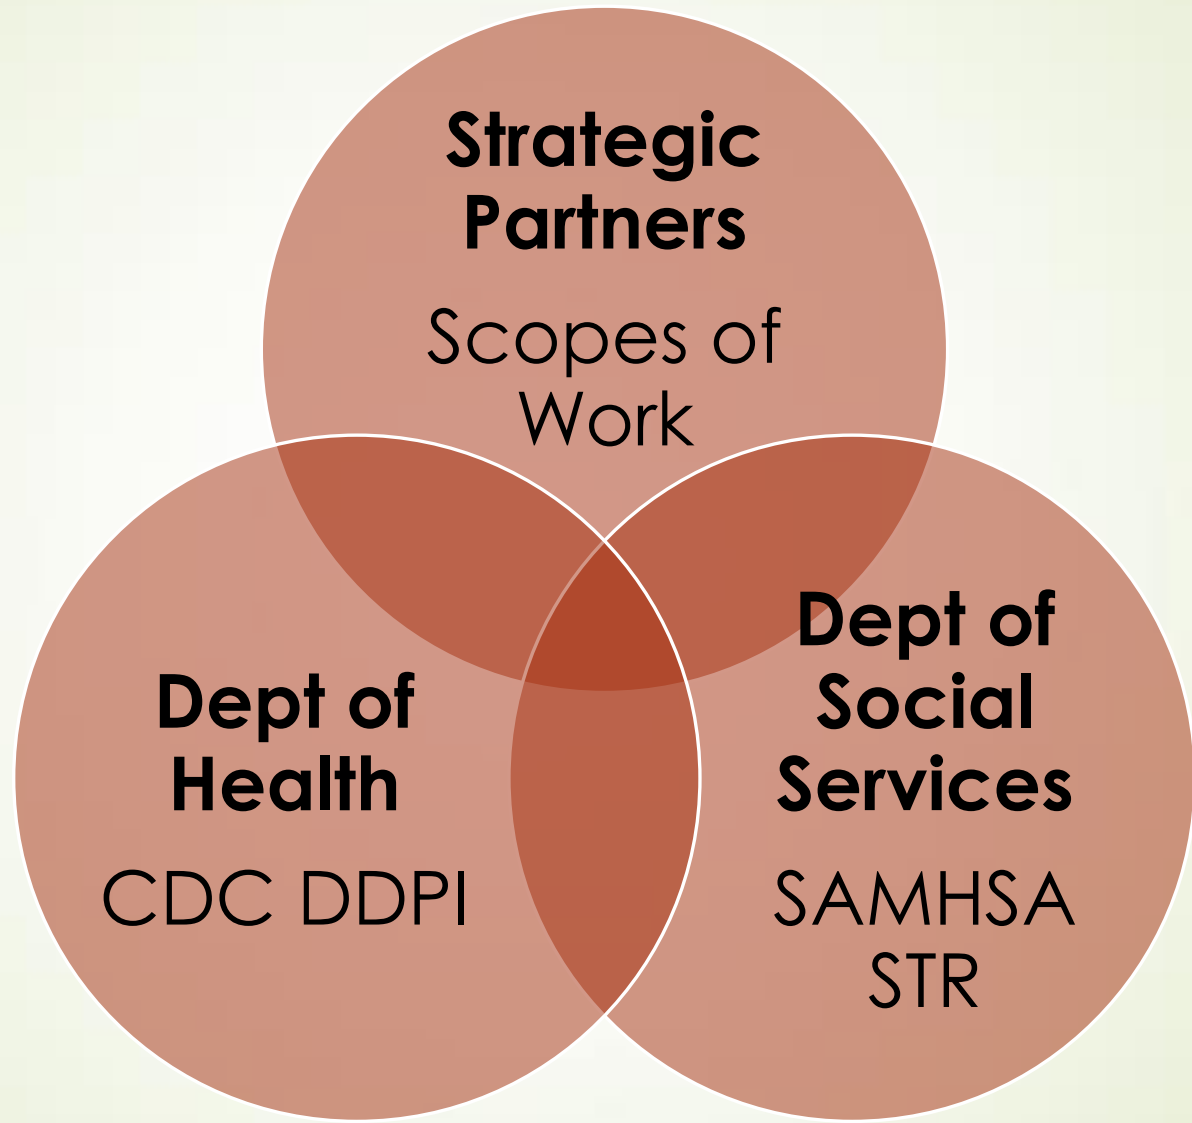 Strategic
Partners
Scopes of
Work
Dept of
Health
CDC DDPI
Dept of
Social
Services
SAMHSA
STR